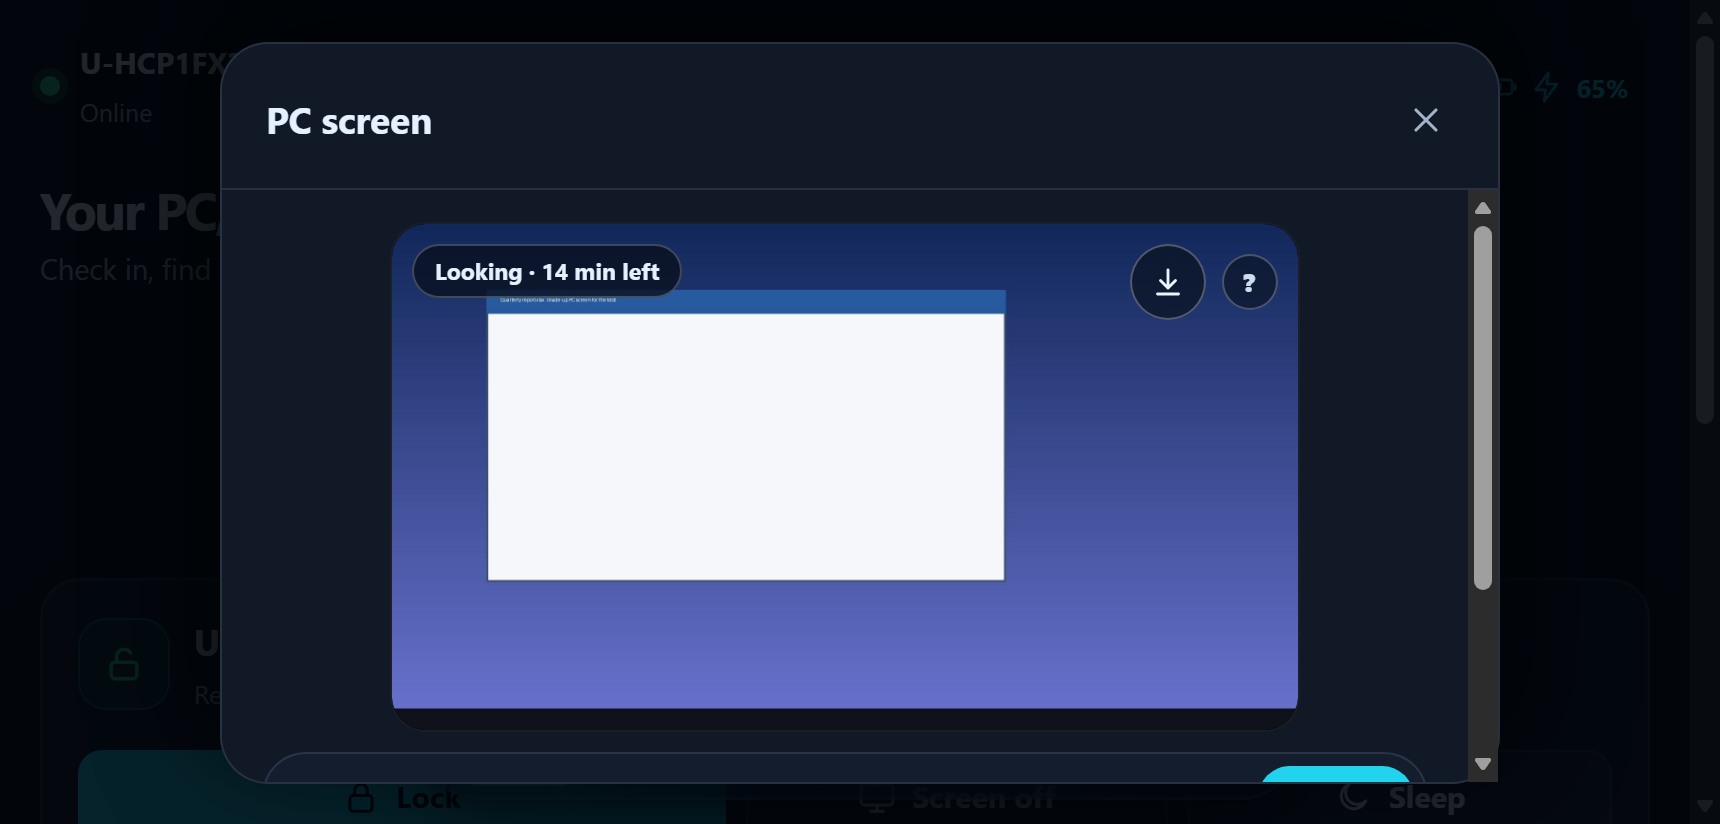 U-HCP1FX
Online
65%
PC screen
Your PC,
Check in, find
Looking · 14 min left
?
Lock
Screen off
Sleep